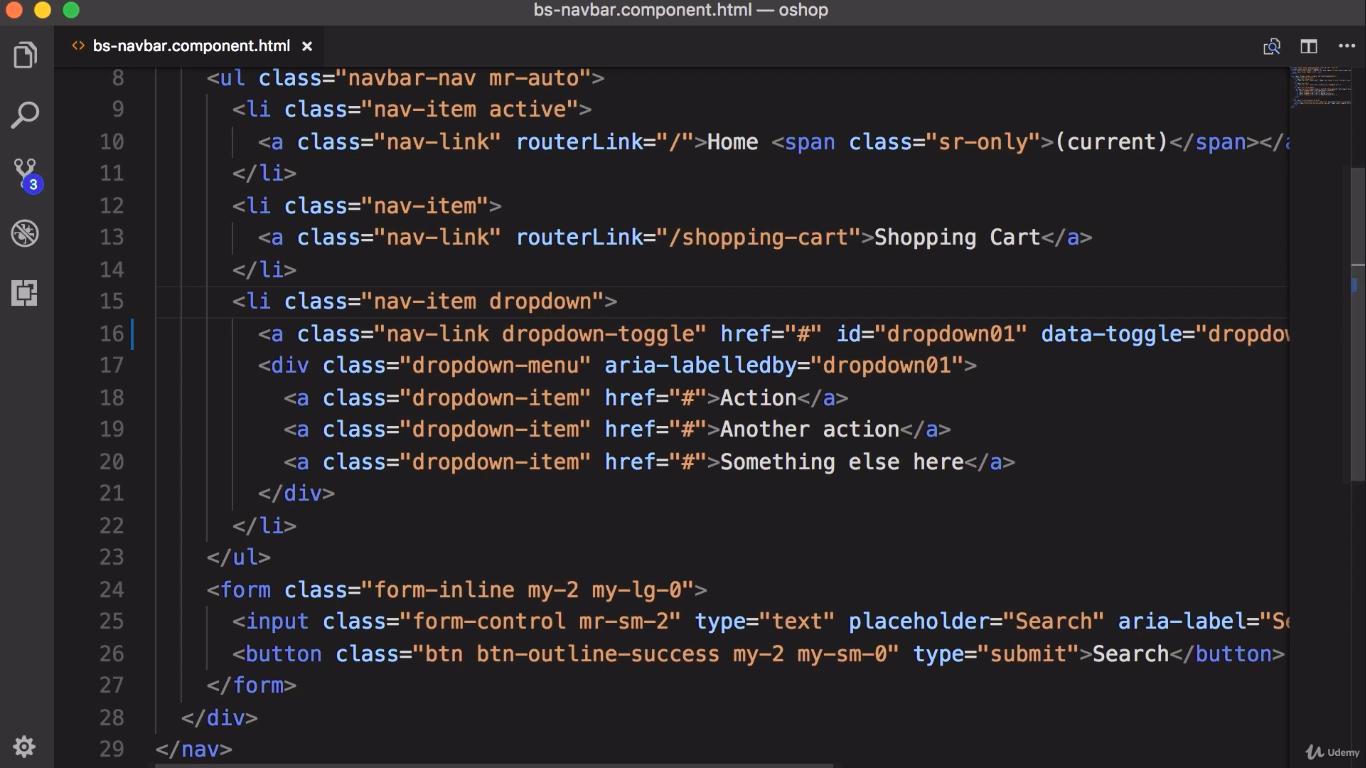 bs-navbar.component.html — oshop
<> bs-navbar.component.html ×
8 <ul class="navbar-nav mr-auto">
9 <li class="nav-item active">
10 <a class="nav-link" routerLink="/">Home <span class="sr-only">(current)</span></a
11 </li>
12 <li class="nav-item">
13 <a class="nav-link" routerLink="/shopping-cart">Shopping Cart</a>
14 </li>
15 <li class="nav-item dropdown">
16 <a class="nav-link dropdown-toggle" href="#" id="dropdown01" data-toggle="dropdow
17 <div class="dropdown-menu" aria-labelledby="dropdown01">
18 <a class="dropdown-item" href="#">Action</a>
19 <a class="dropdown-item" href="#">Another action</a>
20 <a class="dropdown-item" href="#">Something else here</a>
21 </div>
22 </li>
23 </ul>
24 <form class="form-inline my-2 my-lg-0">
25 <input class="form-control mr-sm-2" type="text" placeholder="Search" aria-label="Se
26 <button class="btn btn-outline-success my-2 my-sm-0" type="submit">Search</button>
27 </form>
28 </div>
29 </nav>
3
Udemy